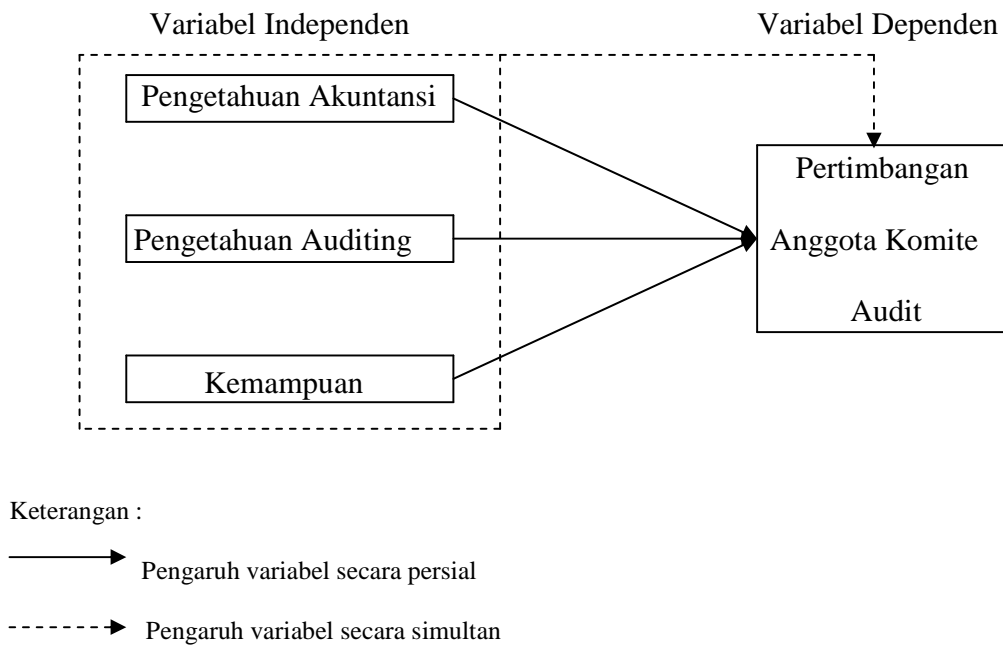 Variabel Independen
Variabel Dependen
Pengetahuan Akuntansi
Pengetahuan Auditing
Kemampuan
Pertimbangan
Anggota Komite
Audit
Keterangan :
Pengaruh variabel secara persial
Pengaruh variabel secara simultan